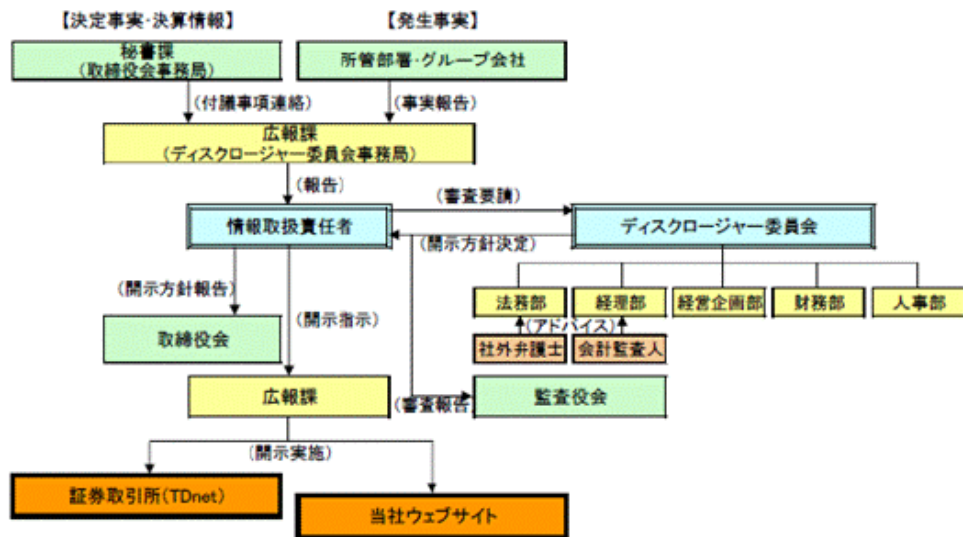 【決定事実・決算情報】
【発生事実】
秘書課
(取締役会事務局)
所管部署・グループ会社
(付議事項連絡)
(事実報告)
広報課
(ディスクロージャー委員会事務局)
(報告)
(審査要請)
情報取扱責任者
ディスクロージャー委員会
(開示方針決定)
(開示方針報告)
(開示指示)
法務部
経理部
経営企画部
財務部
人事部
(アドバイス)
取締役会
社外弁護士
会計監査人
広報課
(審査報告)
監査役会
(開示実施)
証券取引所(TDnet)
当社ウェブサイト